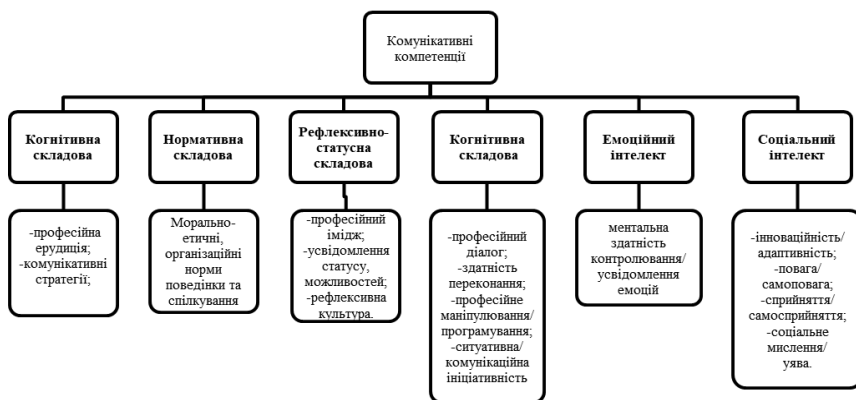 Комунікативні
компетенції
Когнітивна
складова
Нормативна
складова
Рефлексивно-
статусна
складова
Когнітивна
складова
Емоційний
інтелект
Соціальний
інтелект
-професійна
ерудиція;
-комунікативні
стратегії;
Морально-
етичні,
організаційні
норми
поведінки та
спілкування
-професійний
імідж;
-усвідомлення
статусу,
можливостей;
-рефлексивна
культура.
-професійний
діалог;
-здатність
переконання;
-професійне
маніпулювання/
програмування;
-ситуативна/
комунікаційна
ініціативність
ментальна
здатність
контролювання/
усвідомлення
емоцій
-інноваційність/
адаптивність;
-повага/
самоповага;
-сприйняття/
самосприйняття;
-соціальне
мислення/
уява.